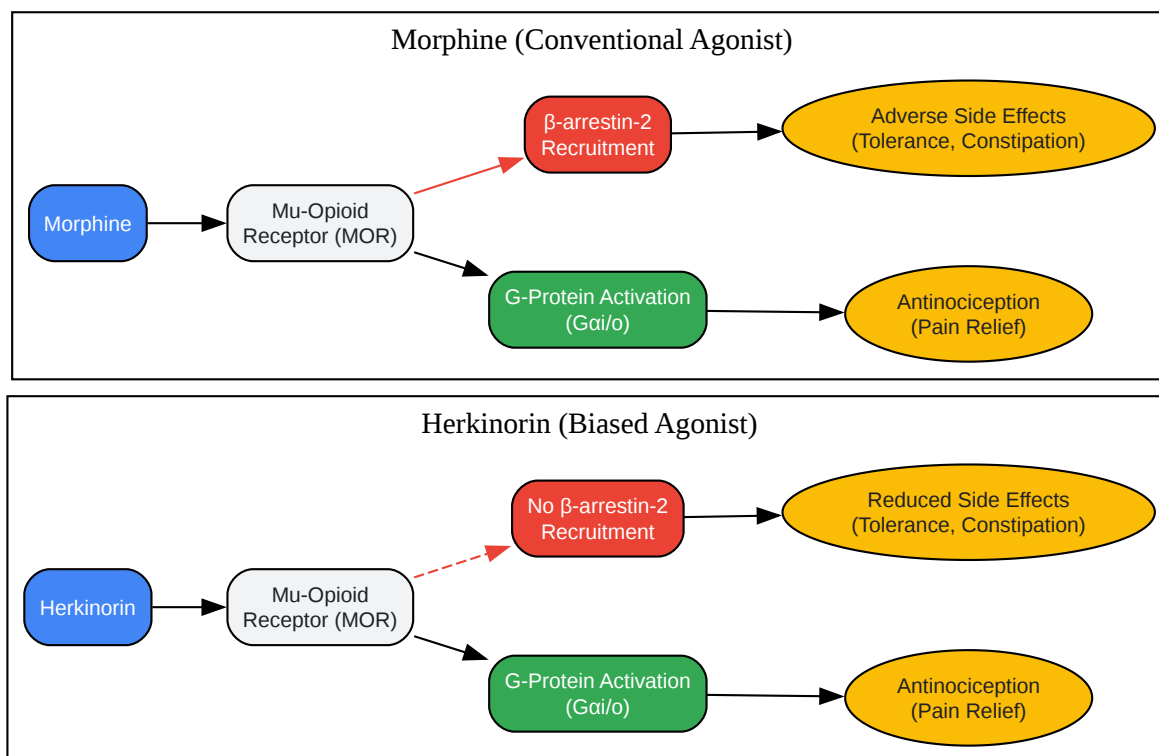 Morphine (Conventional Agonist)
β-arrestin-2
Recruitment
Adverse Side Effects
(Tolerance, Constipation)
Morphine
Mu-Opioid
Receptor (MOR)
G-Protein Activation
(Gαi/o)
Antinociception
(Pain Relief)
Herkinorin (Biased Agonist)
No β-arrestin-2
Recruitment
Reduced Side Effects
(Tolerance, Constipation)
Herkinorin
Mu-Opioid
Receptor (MOR)
G-Protein Activation
(Gαi/o)
Antinociception
(Pain Relief)